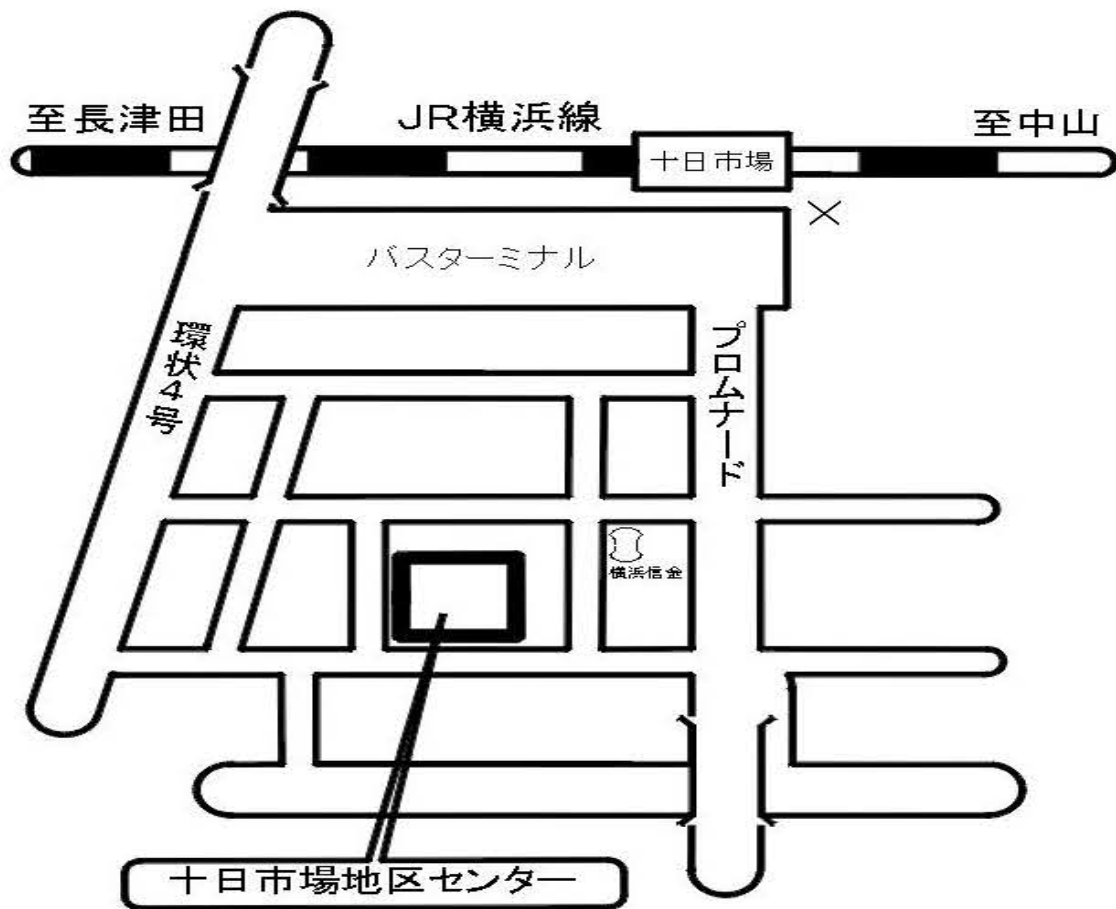 至長津田
JR横浜線
至中山
十日市場
バスターミナル
環状4号
プロムナード
横浜信金
十日市場地区センター